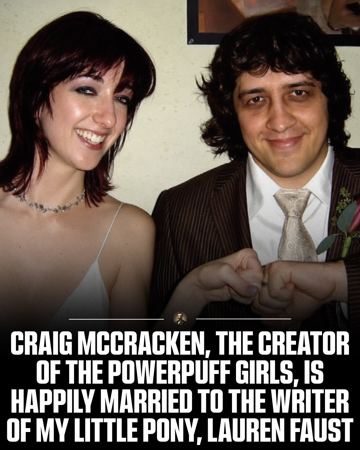 CRAIG MCCRACKEN, THE CREATOR
OF THE POWERPUFF GIRLS, IS
HAPPILY MARRIED TO THE WRITER
OF MY LITTLE PONY, LAUREN FAUST